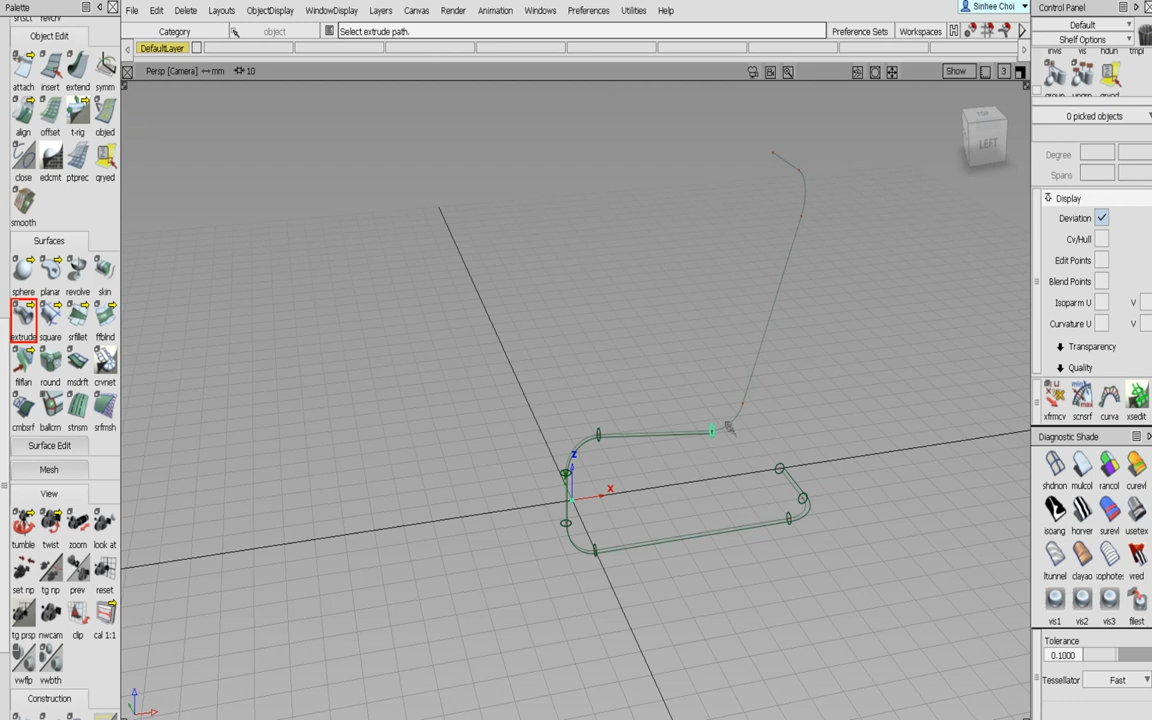 Palette
Object Edit
attach insert extend symm
align offset t-rig objed
close edcmt ptprec qryed
smooth
Surfaces
sphere planar revolve skin
extrude square srfillet ffblnd
filflan round msdrft crvnet
cmbsrf ballcrn stnsrn srfmsh
Surface Edit
Mesh
View
tumble twist zoom look at
set np tg np prev reset
tg prsp nwcam clip cal 1:1
vwflp vwbth
Construction
File Edit Delete Layouts ObjectDisplay WindowDisplay Layers Canvas Render Animation Windows Preferences Utilities Help
Sinhee Choi
Category object Select extrude path. Preference Sets Workspaces
DefaultLayer
Persp [Camera] mm 10 Show 3
TOP
LEFT
z
x
Control Panel
Default
Shelf Options
invis vis tmpl
0 picked objects
Degree
Spans
Display
Deviation
Cv/Hull
Edit Points
Blend Points
Isoparm U V
Curvature U V
Transparency
Quality
xfrmcv scnsrf curva xsedit
Diagnostic Shade
shdnon mulcol rancol curevl
isoang horver surevl usetex
ltunnel clayao vred
vis1 vis2 vis3 filest
Tolerance
0.1000
Tessellator Fast